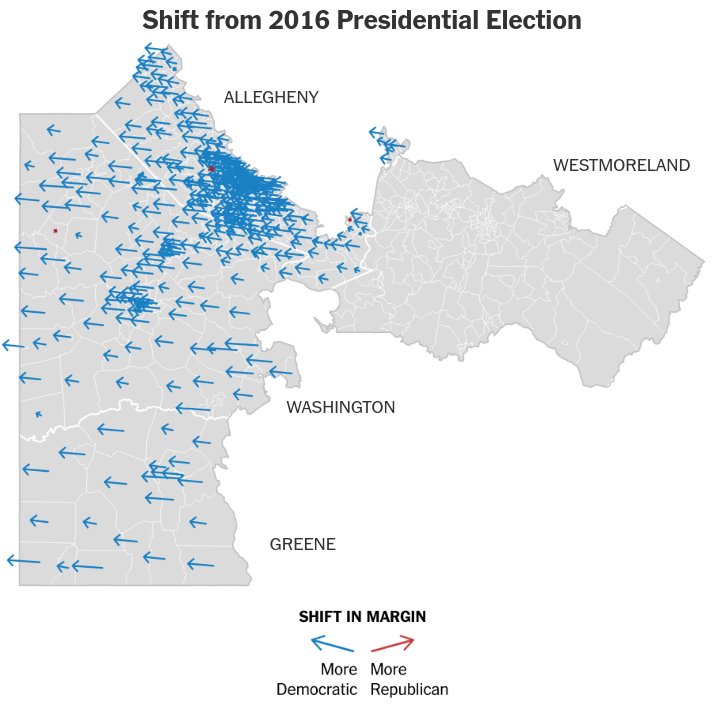 Shift from 2016 Presidential Election
ALLEGHENY
WESTMORELAND
WASHINGTON
GREENE
SHIFT IN MARGIN
More More
Democratic Republican